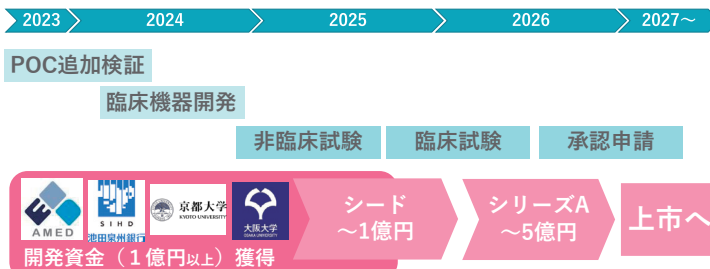 2023 2024 2025 2026 2027～
POC追加検証
臨床機器開発
非臨床試験 臨床試験 承認申請
AMED
SIHD
池田泉州銀行
京都大学
KYOTO UNIVERSITY
大阪大学
OSAKA UNIVERSITY
シード
～1億円
シリーズA
～5億円
上市へ
開発資金（１億円以上）獲得